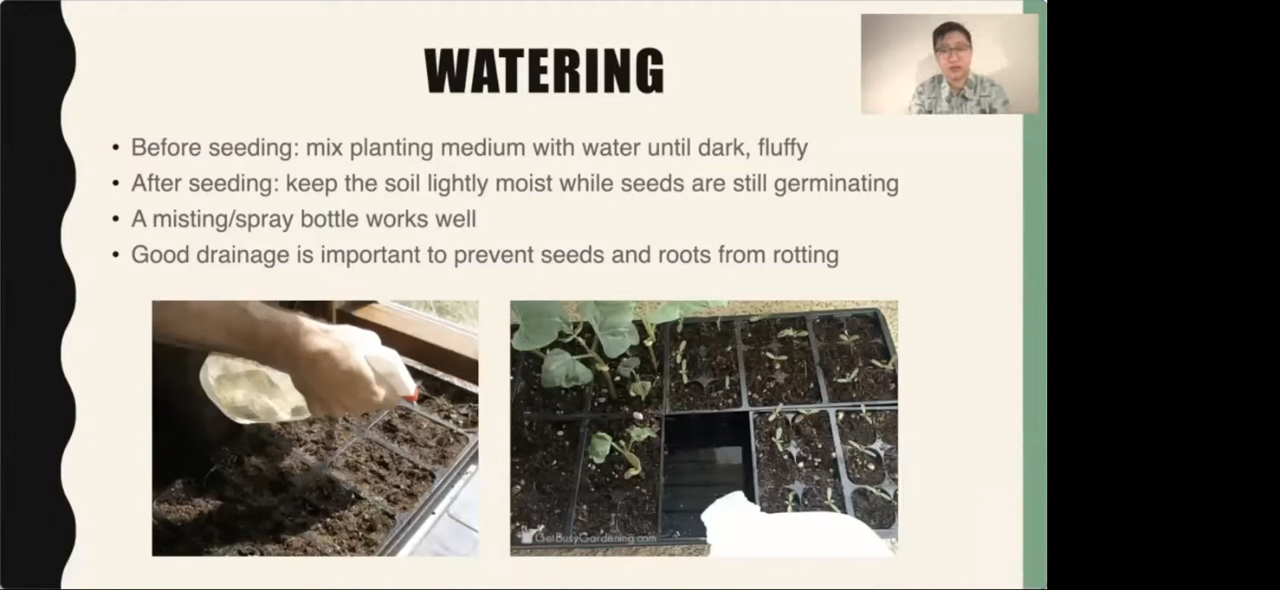 WATERING
• Before seeding: mix planting medium with water until dark, fluffy
• After seeding: keep the soil lightly moist while seeds are still germinating
• A misting/spray bottle works well
• Good drainage is important to prevent seeds and roots from rotting
GetBusyGardening.com